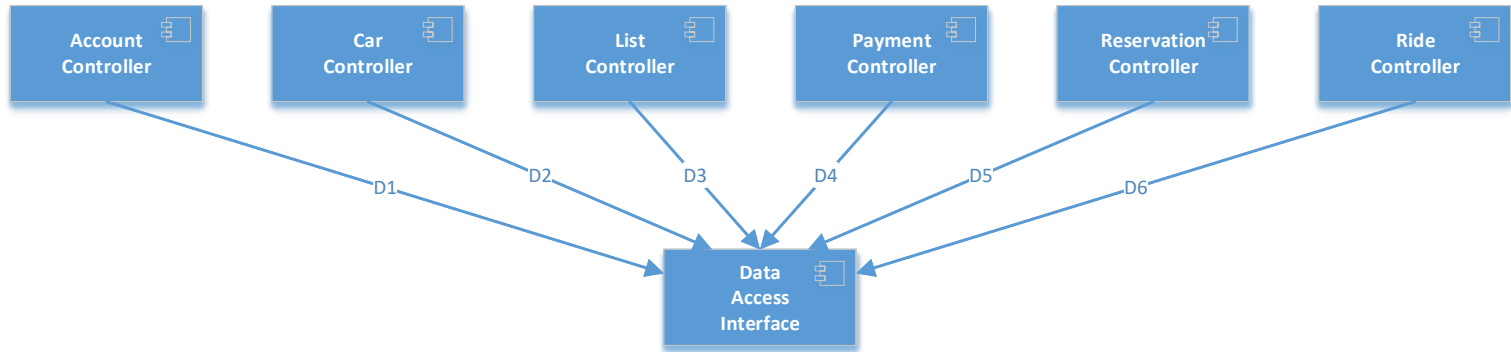 Account
Controller
Car
Controller
List
Controller
Payment
Controller
Reservation
Controller
Ride
Controller
D1
D2
D3
D4
D5
D6
Data
Access
Interface